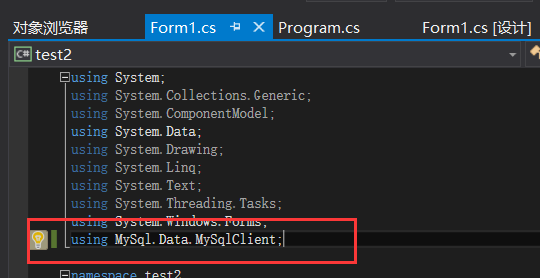 对象浏览器 Form1.cs Program.cs Form1.cs [设计]
C# test2
using System;
using System.Collections.Generic;
using System.ComponentModel;
using System.Data;
using System.Drawing;
using System.Linq;
using System.Text;
using System.Threading.Tasks;
using System.Windows.Forms;
using MySql.Data.MySqlClient;
namespace test2